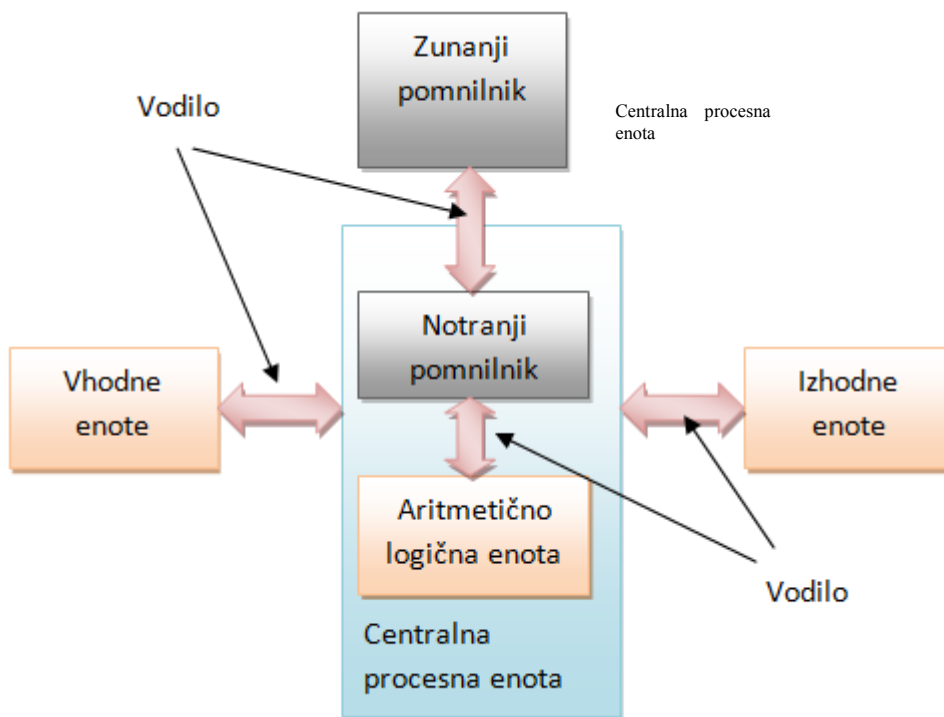 Zunanji
pomnilnik
Vodilo
Centralna procesna
enota
Notranji
pomnilnik
Vhodne
enote
Izhodne
enote
Aritmetično
logična enota
Vodilo
Centralna
procesna enota